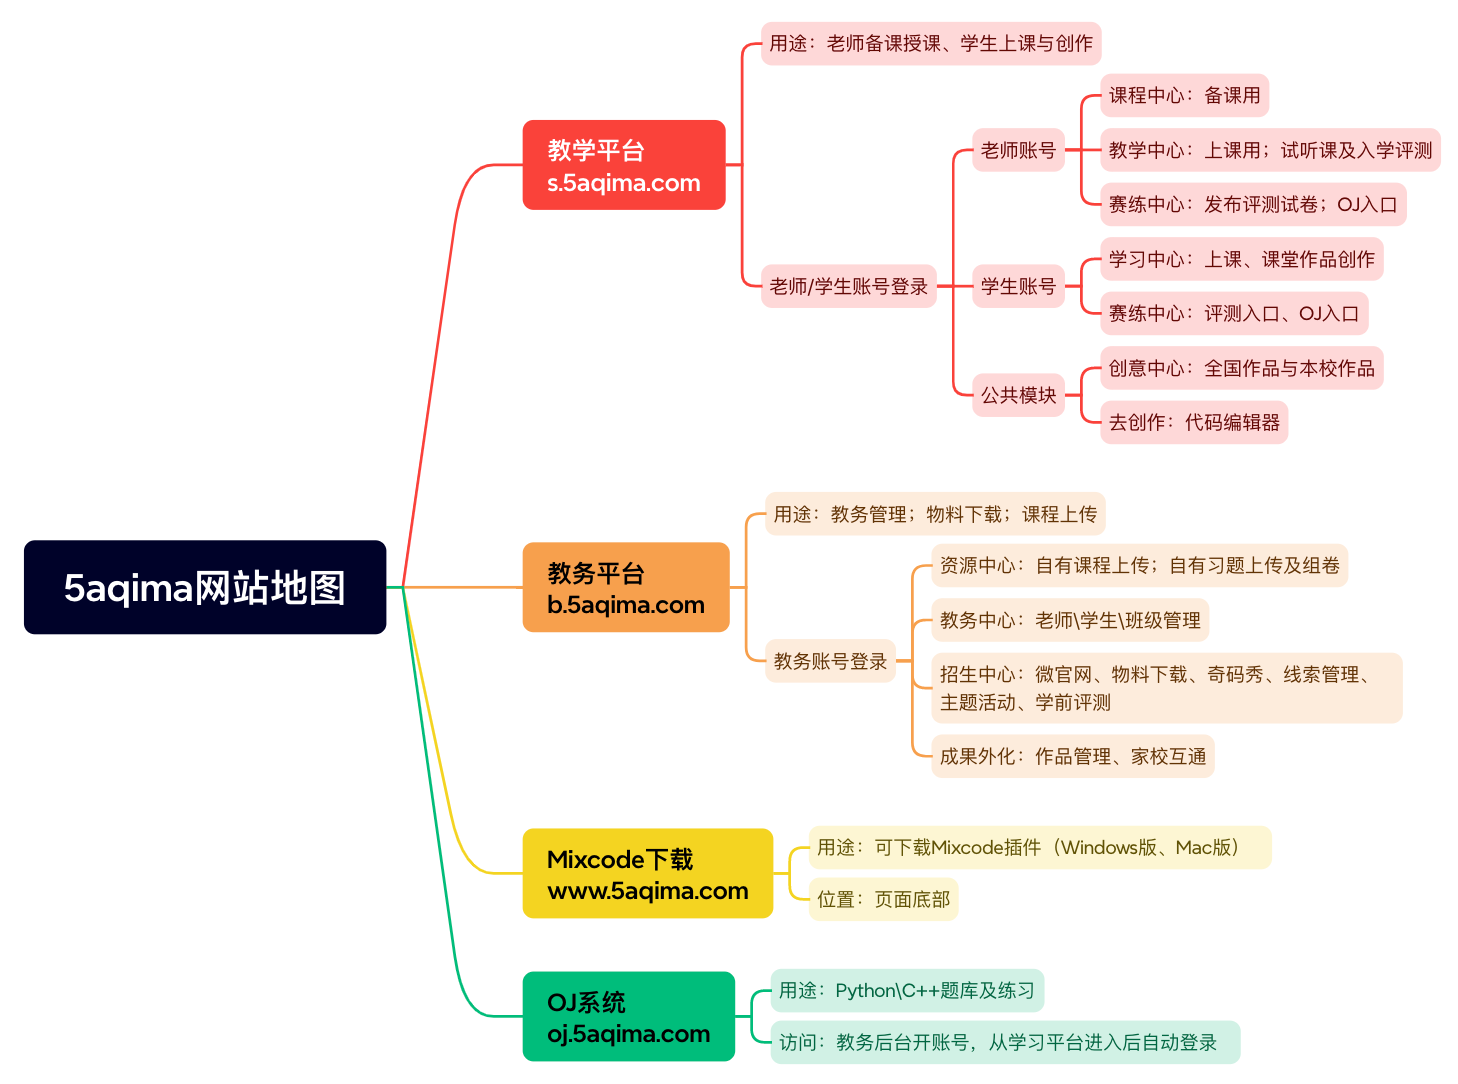 5aqima网站地图
教学平台
s.5aqima.com
用途：老师备课授课、学生上课与创作
老师/学生账号登录
老师账号
课程中心：备课用
教学中心：上课用；试听课及入学评测
赛练中心：发布评测试卷；OJ入口
学生账号
学习中心：上课、课堂作品创作
赛练中心：评测入口、OJ入口
公共模块
创意中心：全国作品与本校作品
去创作：代码编辑器
教务平台
b.5aqima.com
用途：教务管理；物料下载；课程上传
教务账号登录
资源中心：自有课程上传；自有习题上传及组卷
教务中心：老师\学生\班级管理
招生中心：微官网、物料下载、奇码秀、线索管理、
主题活动、学前评测
成果外化：作品管理、家校互通
Mixcode下载
www.5aqima.com
用途：可下载Mixcode插件（Windows版、Mac版）
位置：页面底部
OJ系统
oj.5aqima.com
用途：Python\C++题库及练习
访问：教务后台开账号，从学习平台进入后自动登录